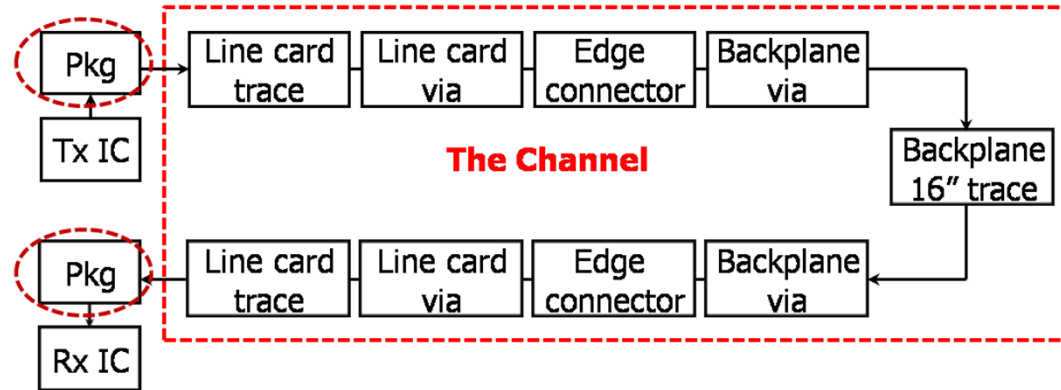 Pkg
Line card
trace
Line card
via
Edge
connector
Backplane
via
Tx IC
The Channel
Backplane
16” trace
Pkg
Line card
trace
Line card
via
Edge
connector
Backplane
via
Rx IC